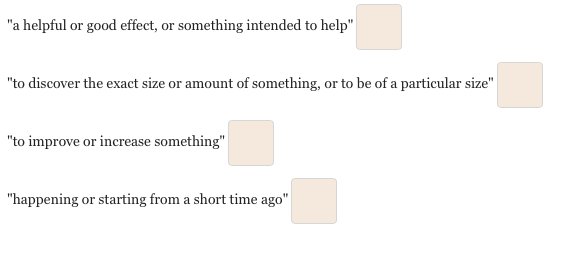 "a helpful or good effect, or something intended to help"
"to discover the exact size or amount of something, or to be of a particular size"
"to improve or increase something"
"happening or starting from a short time ago"